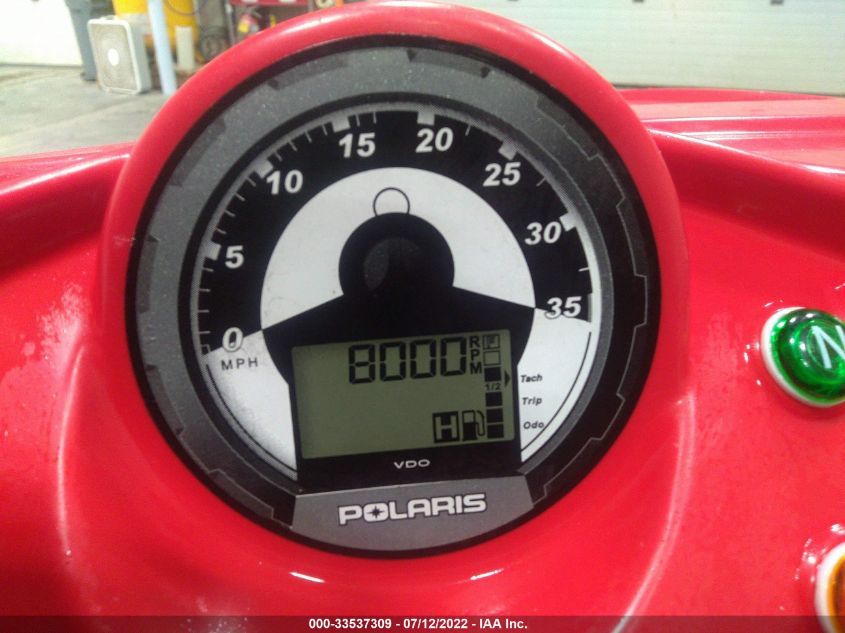 0
5
10
15
20
25
30
35
MPH
8000
RPM
F
1/2
H
Tach
Trip
Odo
VDO
POLARIS
N
000-33537309 - 07/12/2022 - IAA Inc.